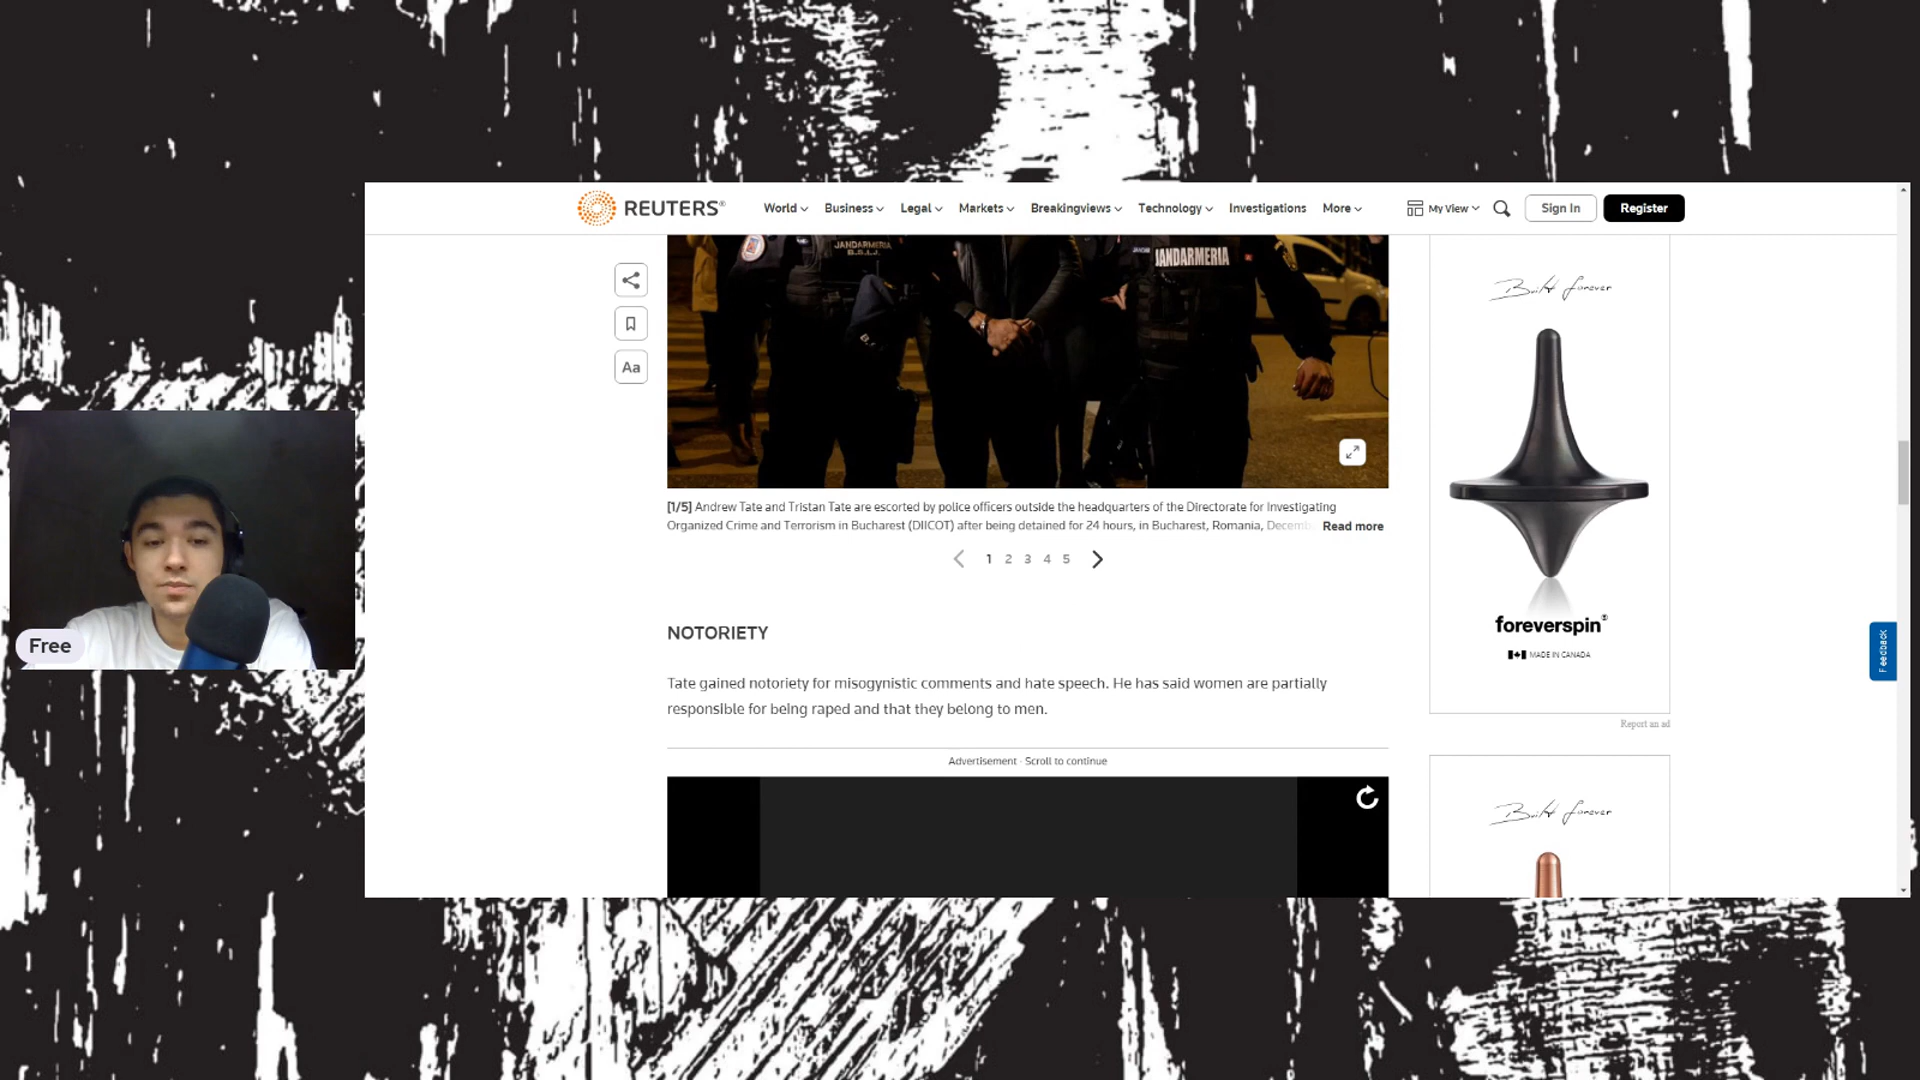 REUTERS®
World
Business
Legal
Markets
Breakingviews
Technology
Investigations
More
My View
Sign In
Register
JANDARMERIA
JANDARMERIA
Aa
[1/5] Andrew Tate and Tristan Tate are escorted by police officers outside the headquarters of the Directorate for Investigating
Organized Crime and Terrorism in Bucharest (DIICOT) after being detained for 24 hours, in Bucharest, Romania, Decemb
Read more
1 2 3 4 5
NOTORIETY
Tate gained notoriety for misogynistic comments and hate speech. He has said women are partially
responsible for being raped and that they belong to men.
Advertisement · Scroll to continue
Built forever
foreverspin®
MADE IN CANADA
Report an ad
Built forever
Feedback
Free